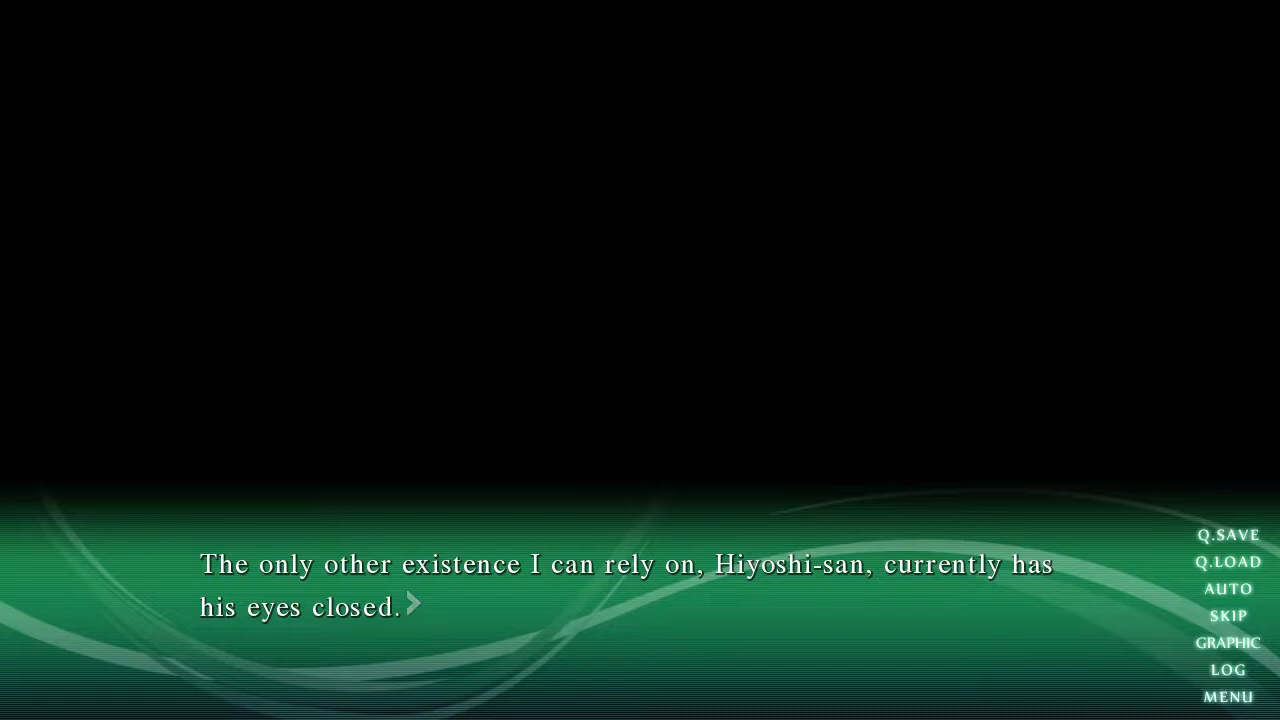 The only other existence I can rely on, Hiyoshi-san, currently has
his eyes closed.
Q.SAVE
Q.LOAD
AUTO
SKIP
GRAPHIC
LOG
MENU